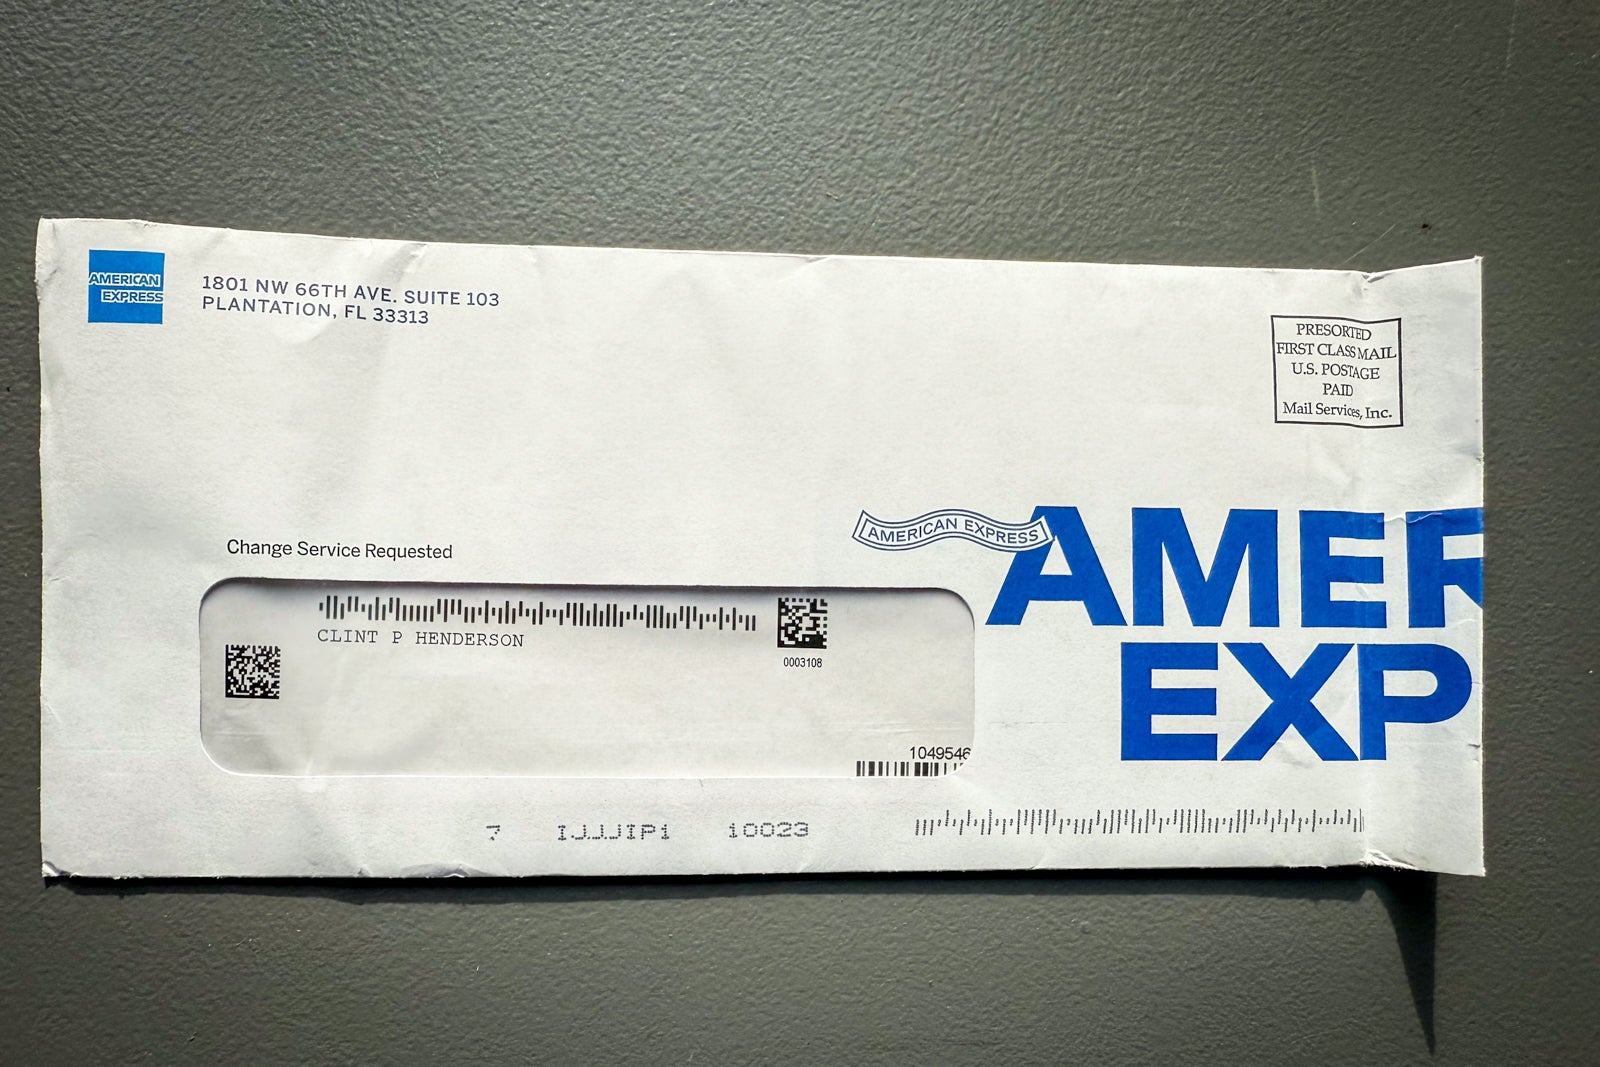 AMERICAN
EXPRESS
1801 NW 66TH AVE. SUITE 103
PLANTATION, FL 33313
PRESORTED
FIRST CLASS MAIL
U.S. POSTAGE
PAID
Mail Services, Inc.
AMERICAN EXPRESS
AMER
EXP
Change Service Requested
CLINT P HENDERSON
0003108
1049546
7 IJJJIP1 10023